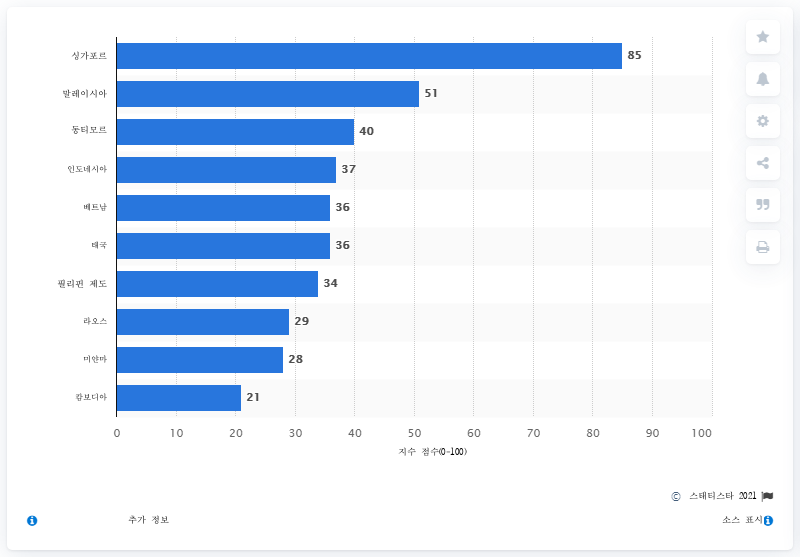 싱가포르 85
말레이시아 51
동티모르 40
인도네시아 37
베트남 36
태국 36
필리핀 제도 34
라오스 29
미얀마 28
캄보디아 21
0 10 20 30 40 50 60 70 80 90 100
지수 점수(0-100)
© 스태티스타 2021
추가 정보 소스 표시